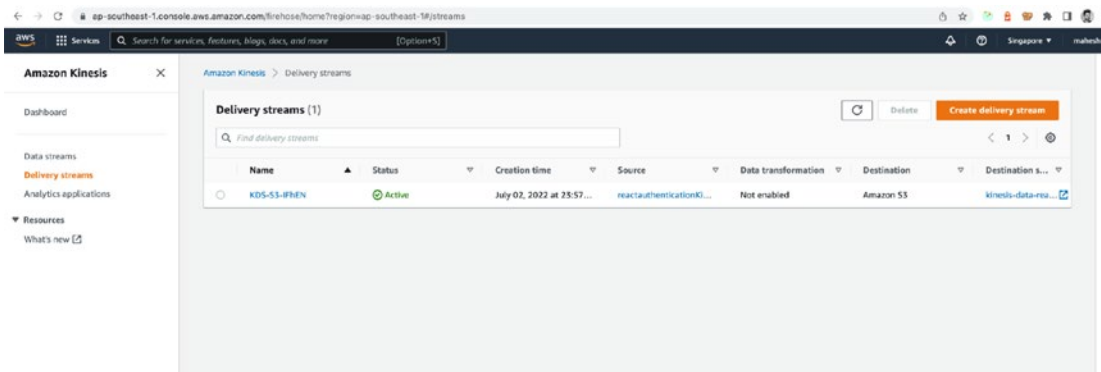 ap-southeast-1.console.aws.amazon.com/firehose/home?region=ap-southeast-1#/streams
aws Services Search for services, features, blogs, docs, and more [Option+S] Singapore mahesh
Amazon Kinesis
Amazon Kinesis > Delivery streams
Dashboard
Delivery streams (1) Delete Create delivery stream
Find delivery streams 1
Data streams
Delivery streams
Analytics applications
Name Status Creation time Source Data transformation Destination Destination s...
KDS-S3-IFhEN Active July 02, 2022 at 23:57... reactauthenticationKi... Not enabled Amazon S3 kinesis-data-rea...
Resources
What's new